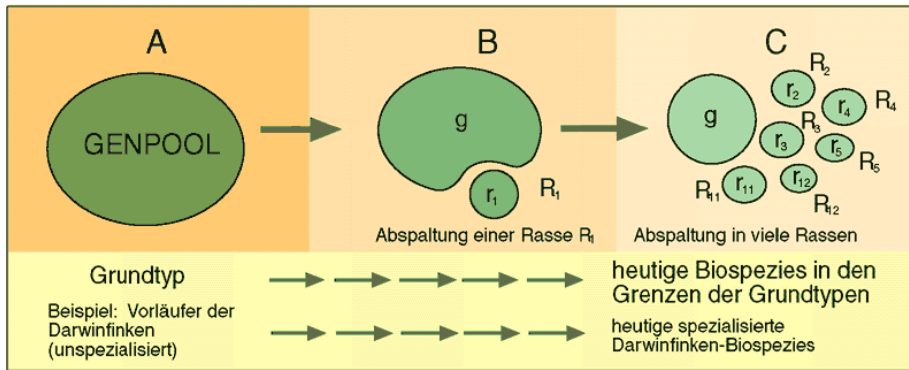 A
B
C
GENPOOL
g
r₁
R₁
g
R₂
r₂
R₄
r₄
R₃
r₃
r₅
R₅
R₁₁
r₁₁
r₁₂
R₁₂
Abspaltung einer Rasse R₁
Abspaltung in viele Rassen
Grundtyp
heutige Biospezies in den
Grenzen der Grundtypen
Beispiel: Vorläufer der
Darwinfinken
(unspezialisiert)
heutige spezialisierte
Darwinfinken-Biospezies